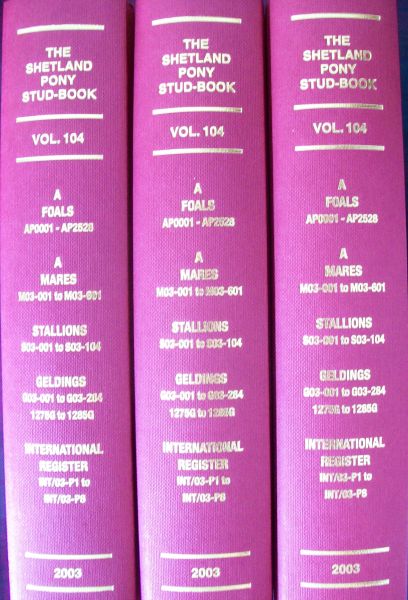 THE
SHETLAND
PONY
STUD-BOOK
VOL. 104
A
FOALS
AP0001 - AP2528
A
MARES
M03-001 to M03-601
STALLIONS
S03-001 to S03-104
GELDINGS
G03-001 to G03-284
1275G to 1285G
INTERNATIONAL
REGISTER
INT/03-P1 to
INT/03-P6
2003
THE
SHETLAND
PONY
STUD-BOOK
VOL. 104
A
FOALS
AP0001 - AP2528
A
MARES
M03-001 to M03-601
STALLIONS
S03-001 to S03-104
GELDINGS
G03-001 to G03-284
1275G to 1285G
INTERNATIONAL
REGISTER
INT/03-P1 to
INT/03-P6
2003
THE
SHETLAND
PONY
STUD-BOOK
VOL. 104
A
FOALS
AP0001 - AP2528
A
MARES
M03-001 to M03-601
STALLIONS
S03-001 to S03-104
GELDINGS
G03-001 to G03-284
1275G to 1285G
INTERNATIONAL
REGISTER
INT/03-P1 to
INT/03-P6
2003